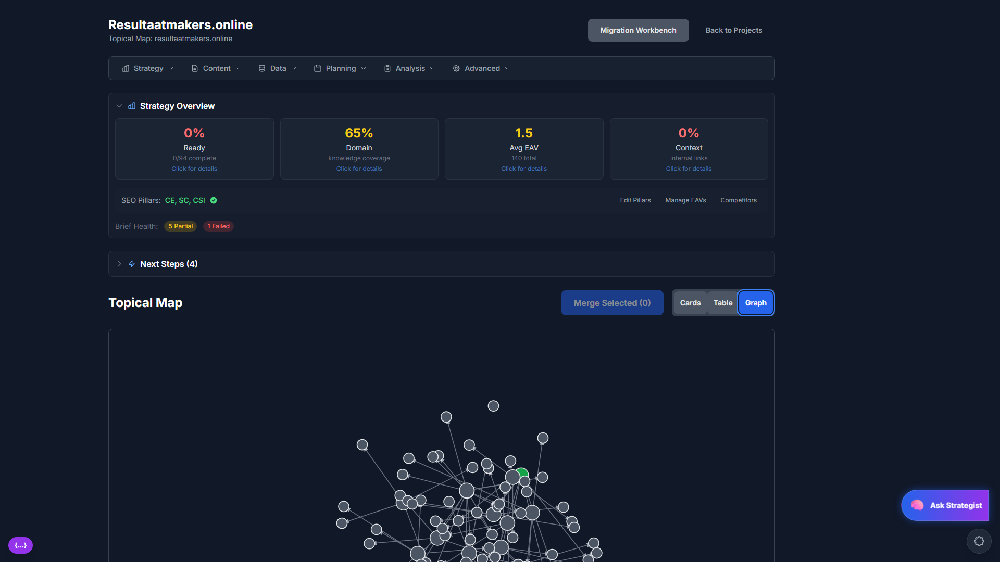 Resultaatmakers.online
Topical Map: resultaatmakers.online
Migration Workbench
Back to Projects
Strategy
Content
Data
Planning
Analysis
Advanced
Strategy Overview
0%
Ready
0/94 complete
Click for details
65%
Domain
knowledge coverage
Click for details
1.5
Avg EAV
140 total
Click for details
0%
Context
internal links
Click for details
SEO Pillars: CE, SC, CSI
Edit Pillars
Manage EAVs
Competitors
Brief Health: 5 Partial 1 Failed
Next Steps (4)
Topical Map
Merge Selected (0)
Cards
Table
Graph
Ask Strategist
{...}